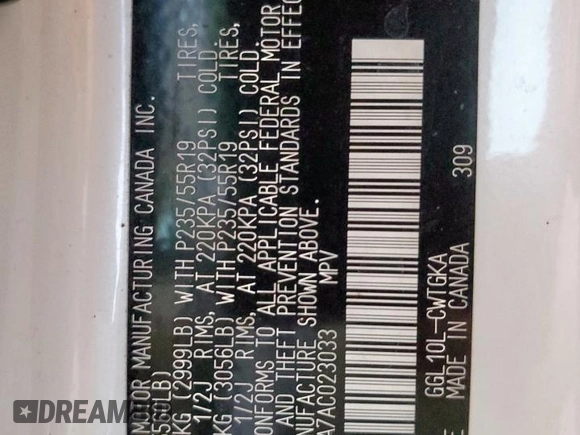 MOTOR MANUFACTURING CANADA INC.
LB)
KG (2999LB) WITH P235/55R19 TIRES,
1/2J RIMS, AT 220KPA (32PSI) COLD.
KG (3056LB) WITH P235/55R19 TIRES,
1/2J RIMS, AT 220KPA (32PSI) COLD.
ONFORMS TO ALL APPLICABLE FEDERAL MOTOR
AND THEFT PREVENTION STANDARDS IN EFFEC
NUFACTURE SHOWN ABOVE.
A7AC023033 MPV
GGL10L-CWTGKA
MADE IN CANADA 309
DREAM